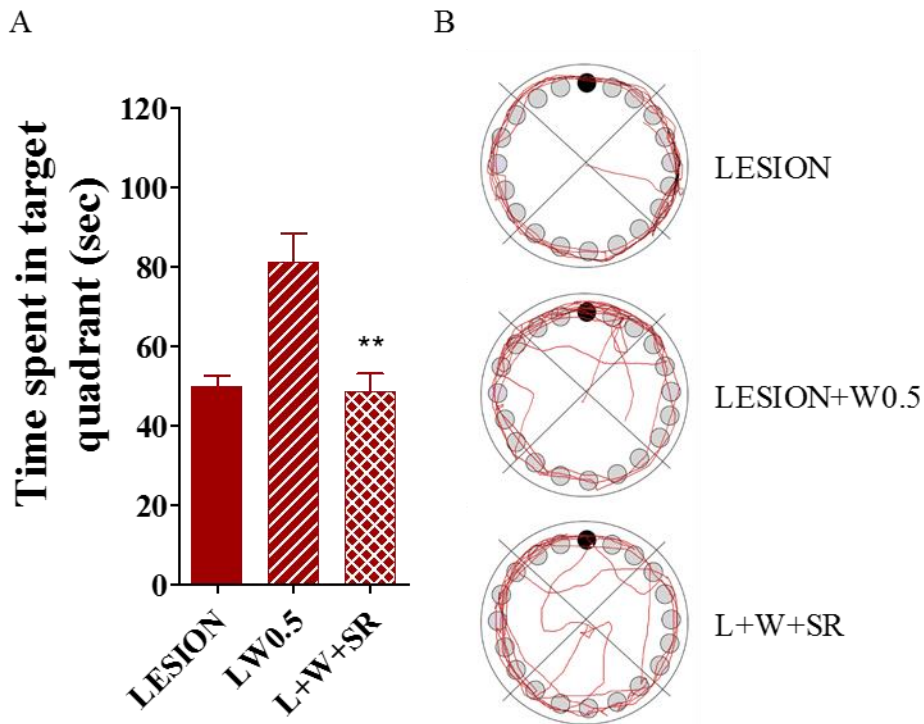 A
Time spent in target
quadrant (sec)
120
100
80
60
40
20
0
**
LESION
LW0.5
L+W+SR
B
LESION
LESION+W0.5
L+W+SR